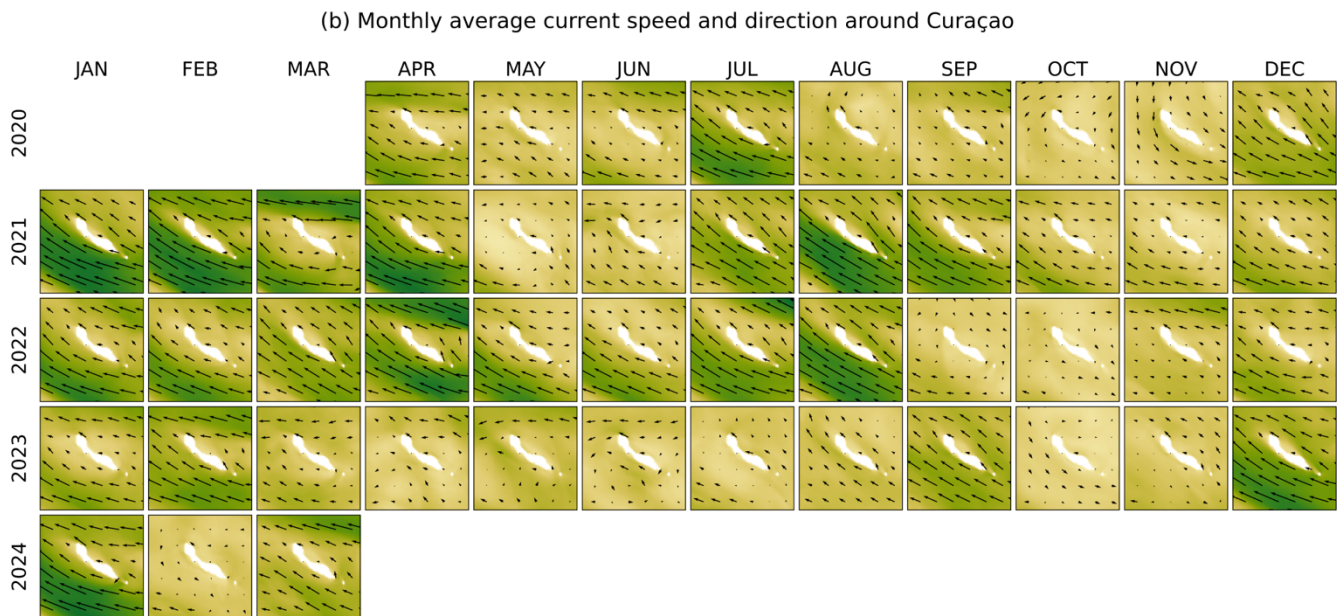 (b) Monthly average current speed and direction around Curaçao
JAN FEB MAR APR MAY JUN JUL AUG SEP OCT NOV DEC
2020
2021
2022
2023
2024